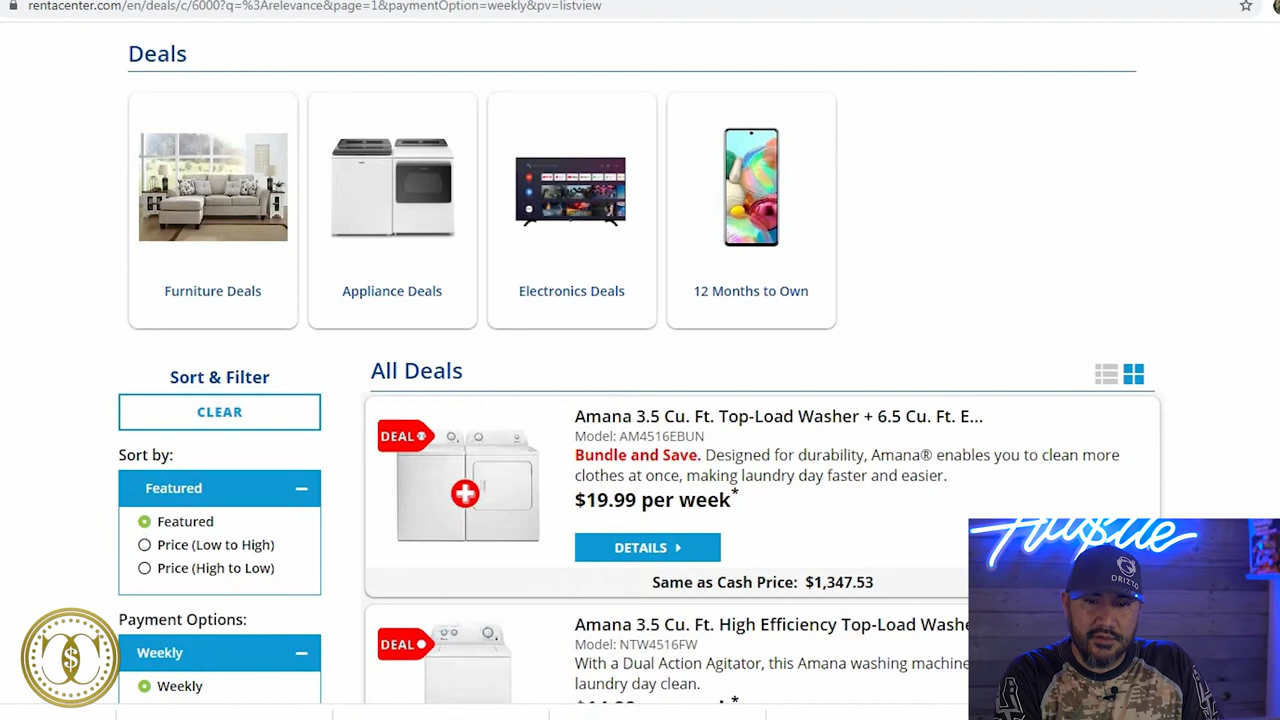 rentacenter.com/en/deals/c/6000?q=%3Arelevance&page=1&paymentOption=weekly&pv=listview
Deals
Furniture Deals
Appliance Deals
Electronics Deals
12 Months to Own
Sort & Filter
CLEAR
Sort by:
Featured
Featured
Price (Low to High)
Price (High to Low)
Payment Options:
Weekly
Weekly
All Deals
DEAL
Amana 3.5 Cu. Ft. Top-Load Washer + 6.5 Cu. Ft. E...
Model: AM4516EBUN
Bundle and Save. Designed for durability, Amana® enables you to clean more
clothes at once, making laundry day faster and easier.
$19.99 per week*
DETAILS
Same as Cash Price: $1,347.53
DEAL
Amana 3.5 Cu. Ft. High Efficiency Top-Load Washe
Model: NTW4516FW
With a Dual Action Agitator, this Amana washing machine
laundry day clean.
Hustle
DRIZZO